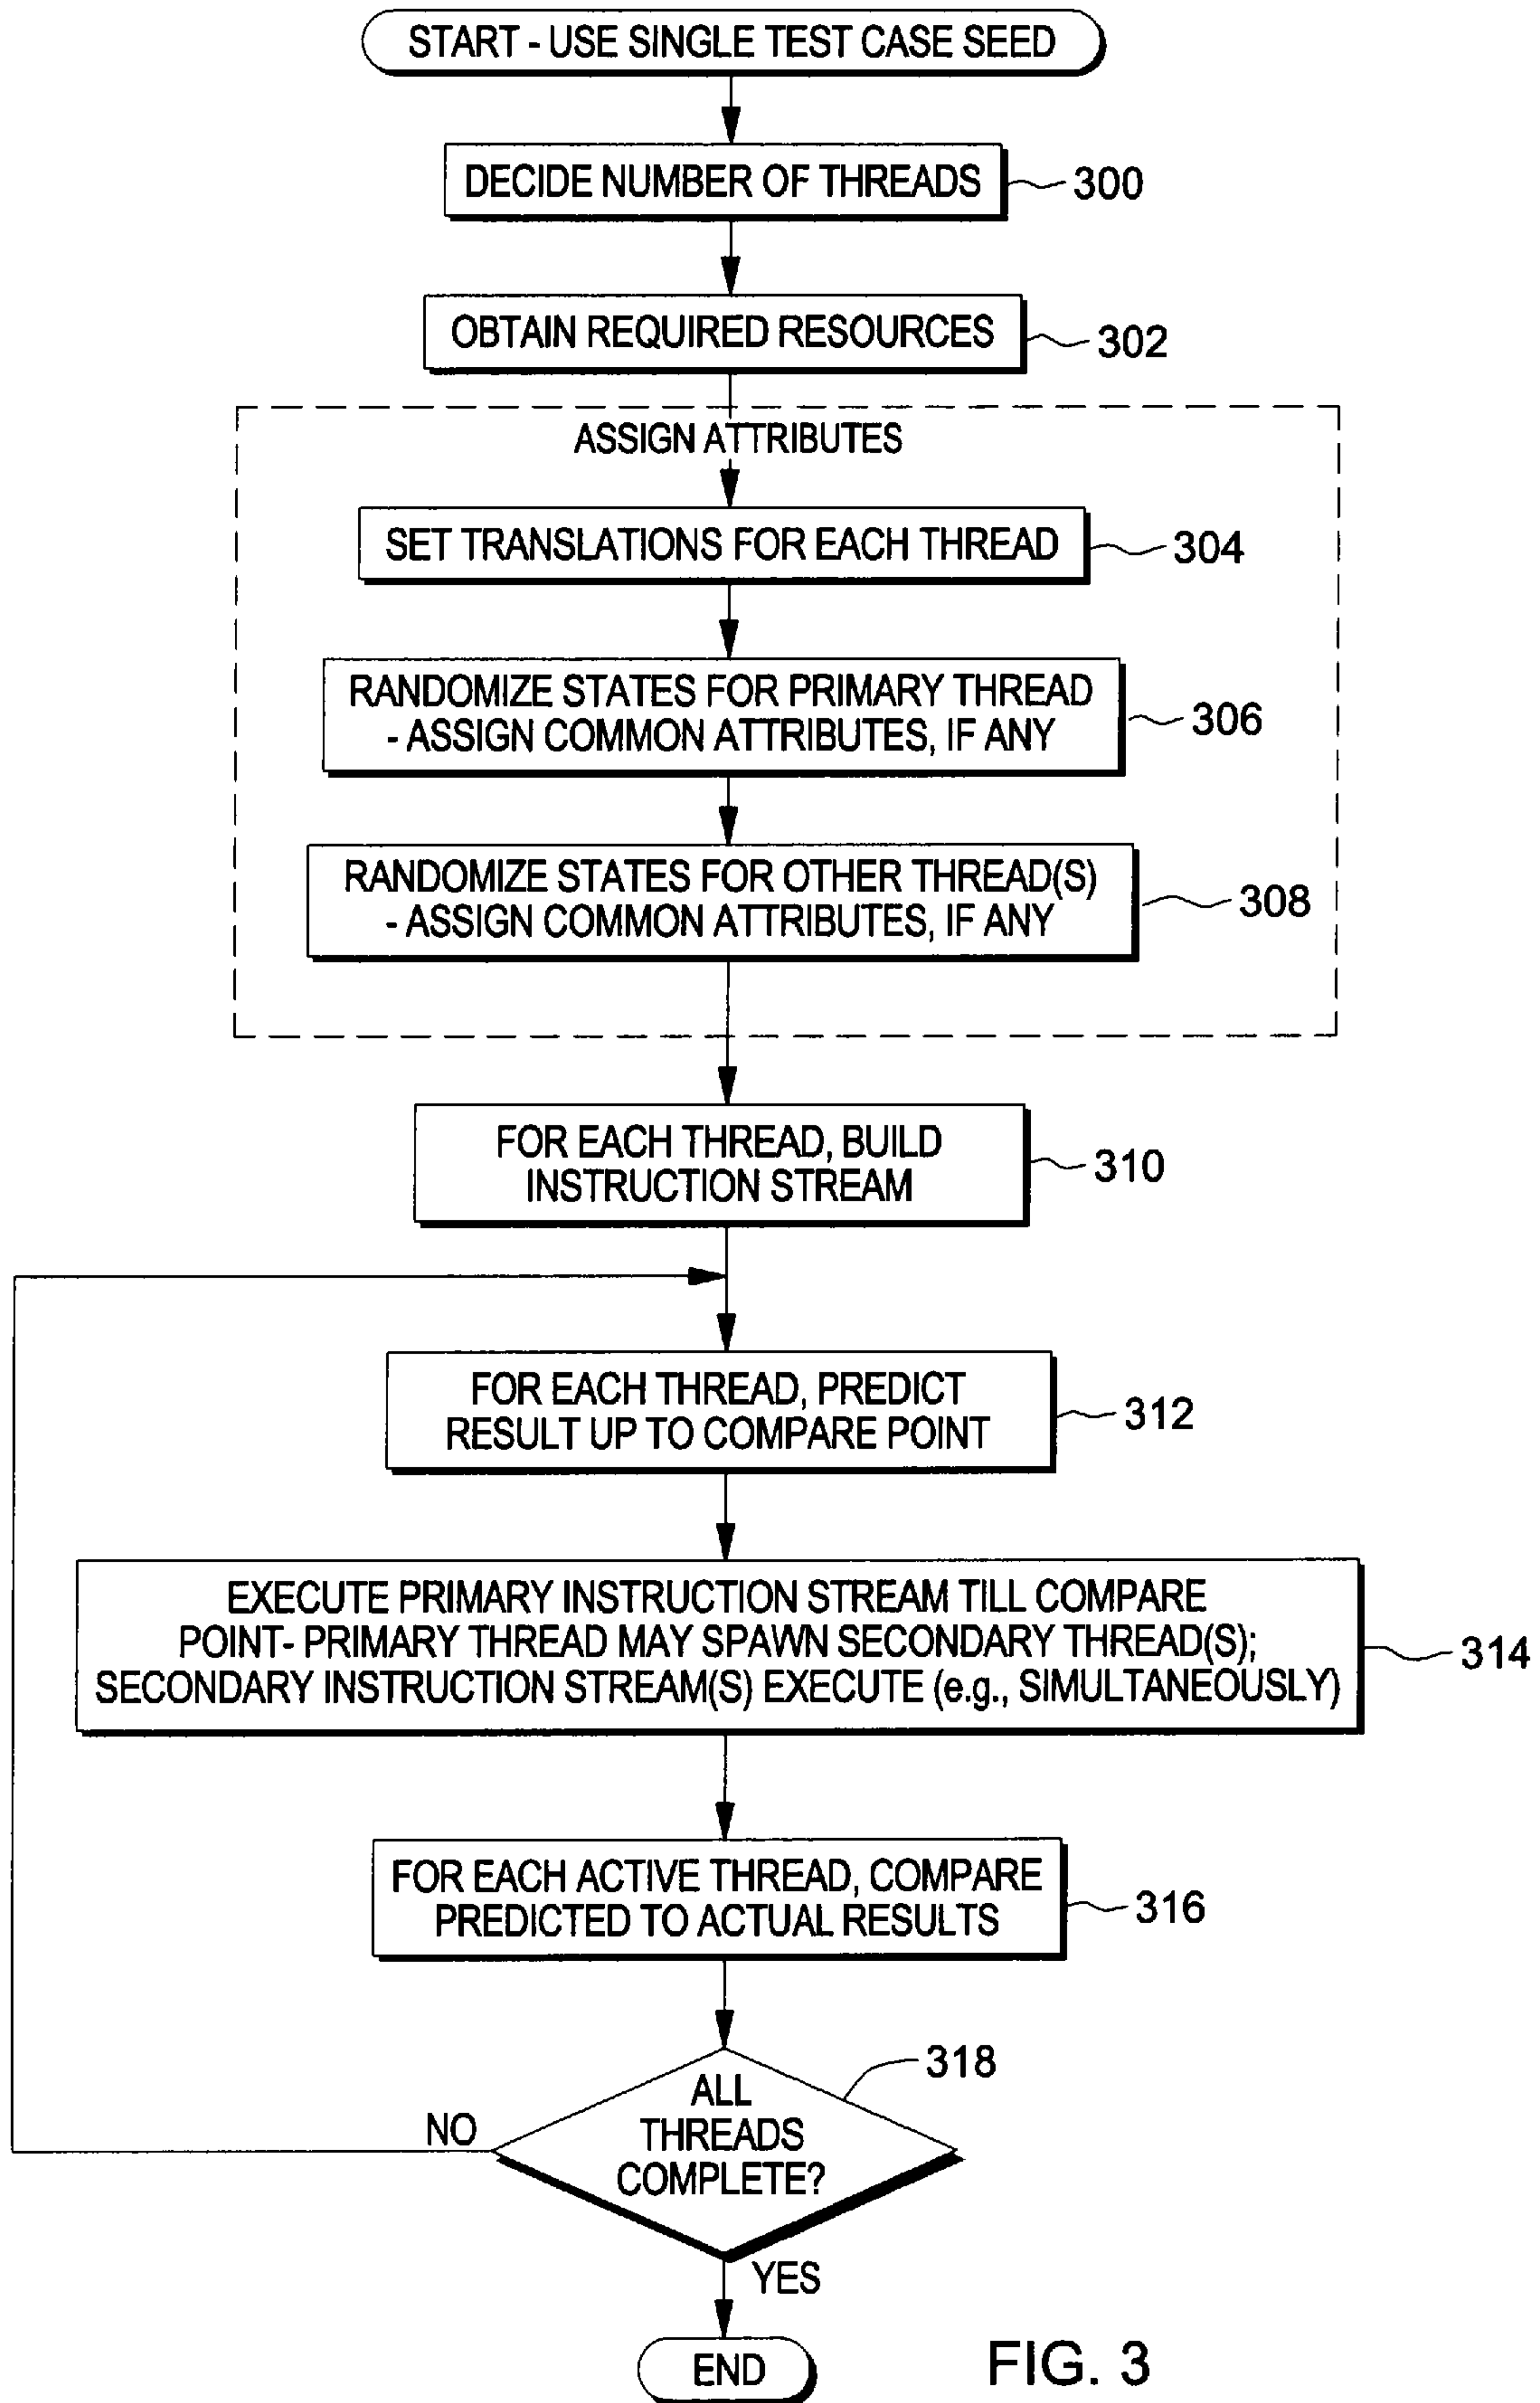 START - USE SINGLE TEST CASE SEED
DECIDE NUMBER OF THREADS
300
OBTAIN REQUIRED RESOURCES
302
ASSIGN ATTRIBUTES
SET TRANSLATIONS FOR EACH THREAD
304
RANDOMIZE STATES FOR PRIMARY THREAD
- ASSIGN COMMON ATTRIBUTES, IF ANY
306
RANDOMIZE STATES FOR OTHER THREAD(S)
- ASSIGN COMMON ATTRIBUTES, IF ANY
308
FOR EACH THREAD, BUILD
INSTRUCTION STREAM
310
FOR EACH THREAD, PREDICT
RESULT UP TO COMPARE POINT
312
EXECUTE PRIMARY INSTRUCTION STREAM TILL COMPARE
POINT- PRIMARY THREAD MAY SPAWN SECONDARY THREAD(S);
SECONDARY INSTRUCTION STREAM(S) EXECUTE (e.g., SIMULTANEOUSLY)
314
FOR EACH ACTIVE THREAD, COMPARE
PREDICTED TO ACTUAL RESULTS
316
318
ALL
THREADS
COMPLETE?
NO
YES
END
FIG. 3